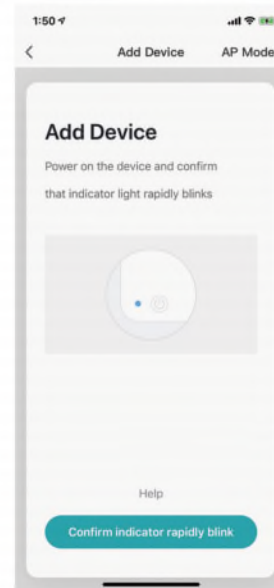 1:50
Add Device AP Mode
Add Device
Power on the device and confirm
that indicator light rapidly blinks
Help
Confirm indicator rapidly blink